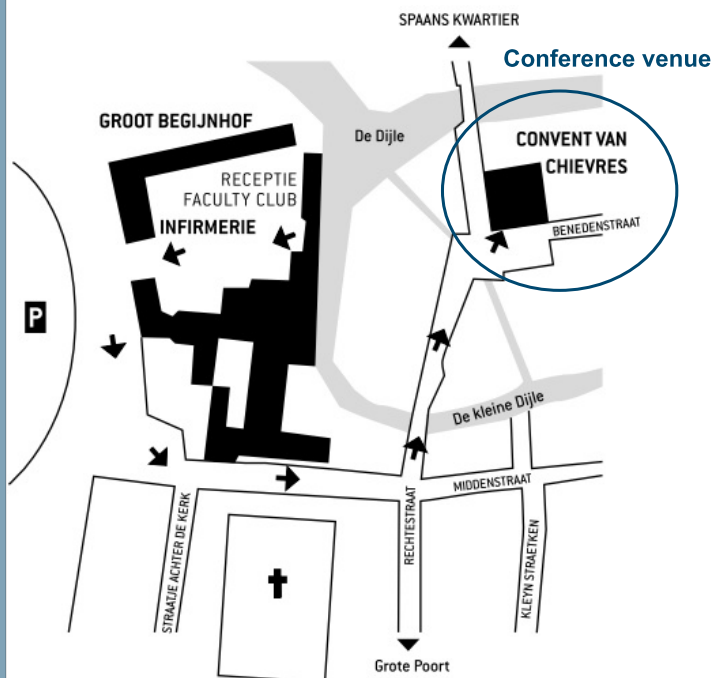 SPAANS KWARTIER
Conference venue
GROOT BEGIJNHOF
De Dijle
CONVENT VAN
CHIEVRES
RECEPTIE
FACULTY CLUB
INFIRMERIE
BENEDENSTRAAT
P
De kleine Dijle
MIDDENSTRAAT
STRAATJE ACHTER DE KERK
RECHTESTRAAT
KLEYN STRAETKEN
Grote Poort